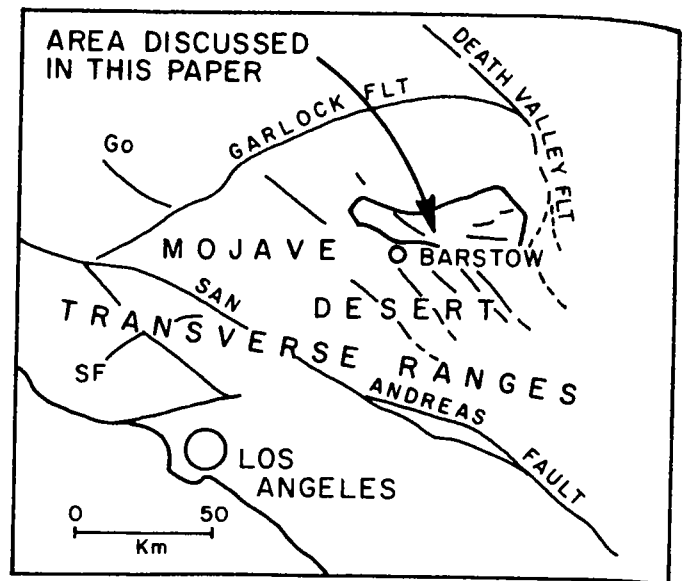 AREA DISCUSSED
IN THIS PAPER
DEATH VALLEY FLT
GARLOCK FLT
Go
MOJAVE
BARSTOW
SAN
DESERT
TRANSVERSE RANGES
SF
ANDREAS
FAULT
LOS
ANGELES
0 50
Km